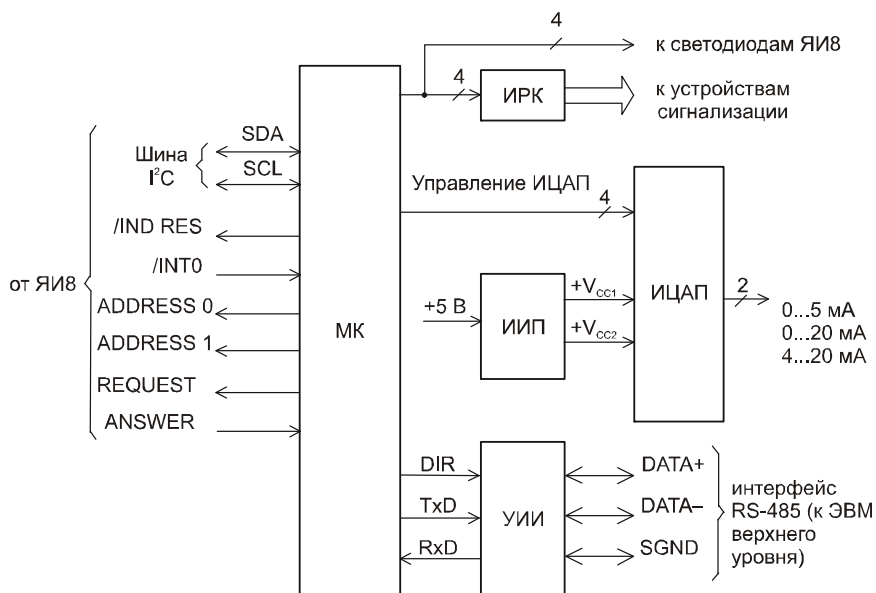 4
к светодиодам ЯИ8
4
ИРК
к устройствам
сигнализации
Шина
I²C
SDA
SCL
Управление ИЦАП
4
/IND RES
/INT0
от ЯИ8
ADDRESS 0
ADDRESS 1
REQUEST
ANSWER
МК
+5 В
ИИП
+VCC1
+VCC2
ИЦАП
2
0...5 мА
0...20 мА
4...20 мА
DIR
TxD
RxD
УИИ
DATA+
DATA–
SGND
интерфейс
RS-485 (к ЭВМ
верхнего
уровня)